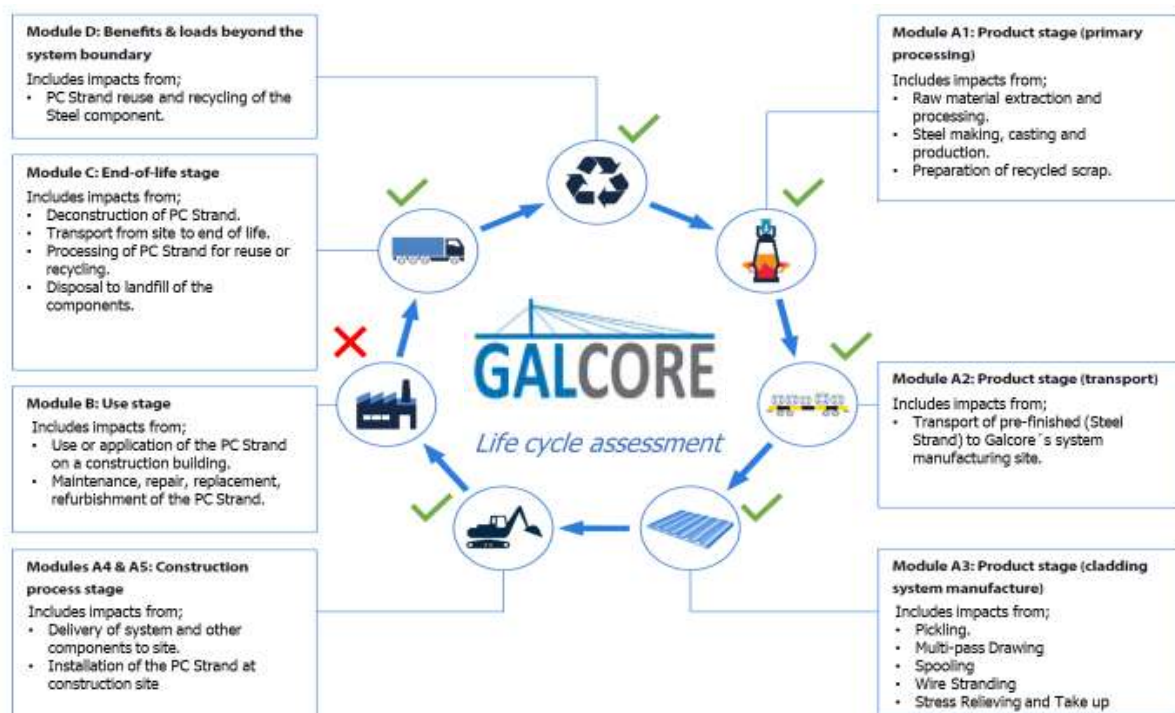 Module D: Benefits & loads beyond the
system boundary
Includes impacts from;
• PC Strand reuse and recycling of the
Steel component.
Module C: End-of-life stage
Includes impacts from;
• Deconstruction of PC Strand.
• Transport from site to end of life.
• Processing of PC Strand for reuse or
recycling.
• Disposal to landfill of the
components.
Module B: Use stage
Includes impacts from;
• Use or application of the PC Strand
on a construction building.
• Maintenance, repair, replacement,
refurbishment of the PC Strand.
Modules A4 & A5: Construction
process stage
Includes impacts from;
• Delivery of system and other
components to site.
• Installation of the PC Strand at
construction site
GALCORE
Life cycle assessment
Module A1: Product stage (primary
processing)
Includes impacts from;
• Raw material extraction and
processing.
• Steel making, casting and
production.
• Preparation of recycled scrap.
Module A2: Product stage (transport)
Includes impacts from;
• Transport of pre-finished (Steel
Strand) to Galcore´s system
manufacturing site.
Module A3: Product stage (cladding
system manufacture)
Includes impacts from;
• Pickling.
• Multi-pass Drawing
• Spooling
• Wire Stranding
• Stress Relieving and Take up